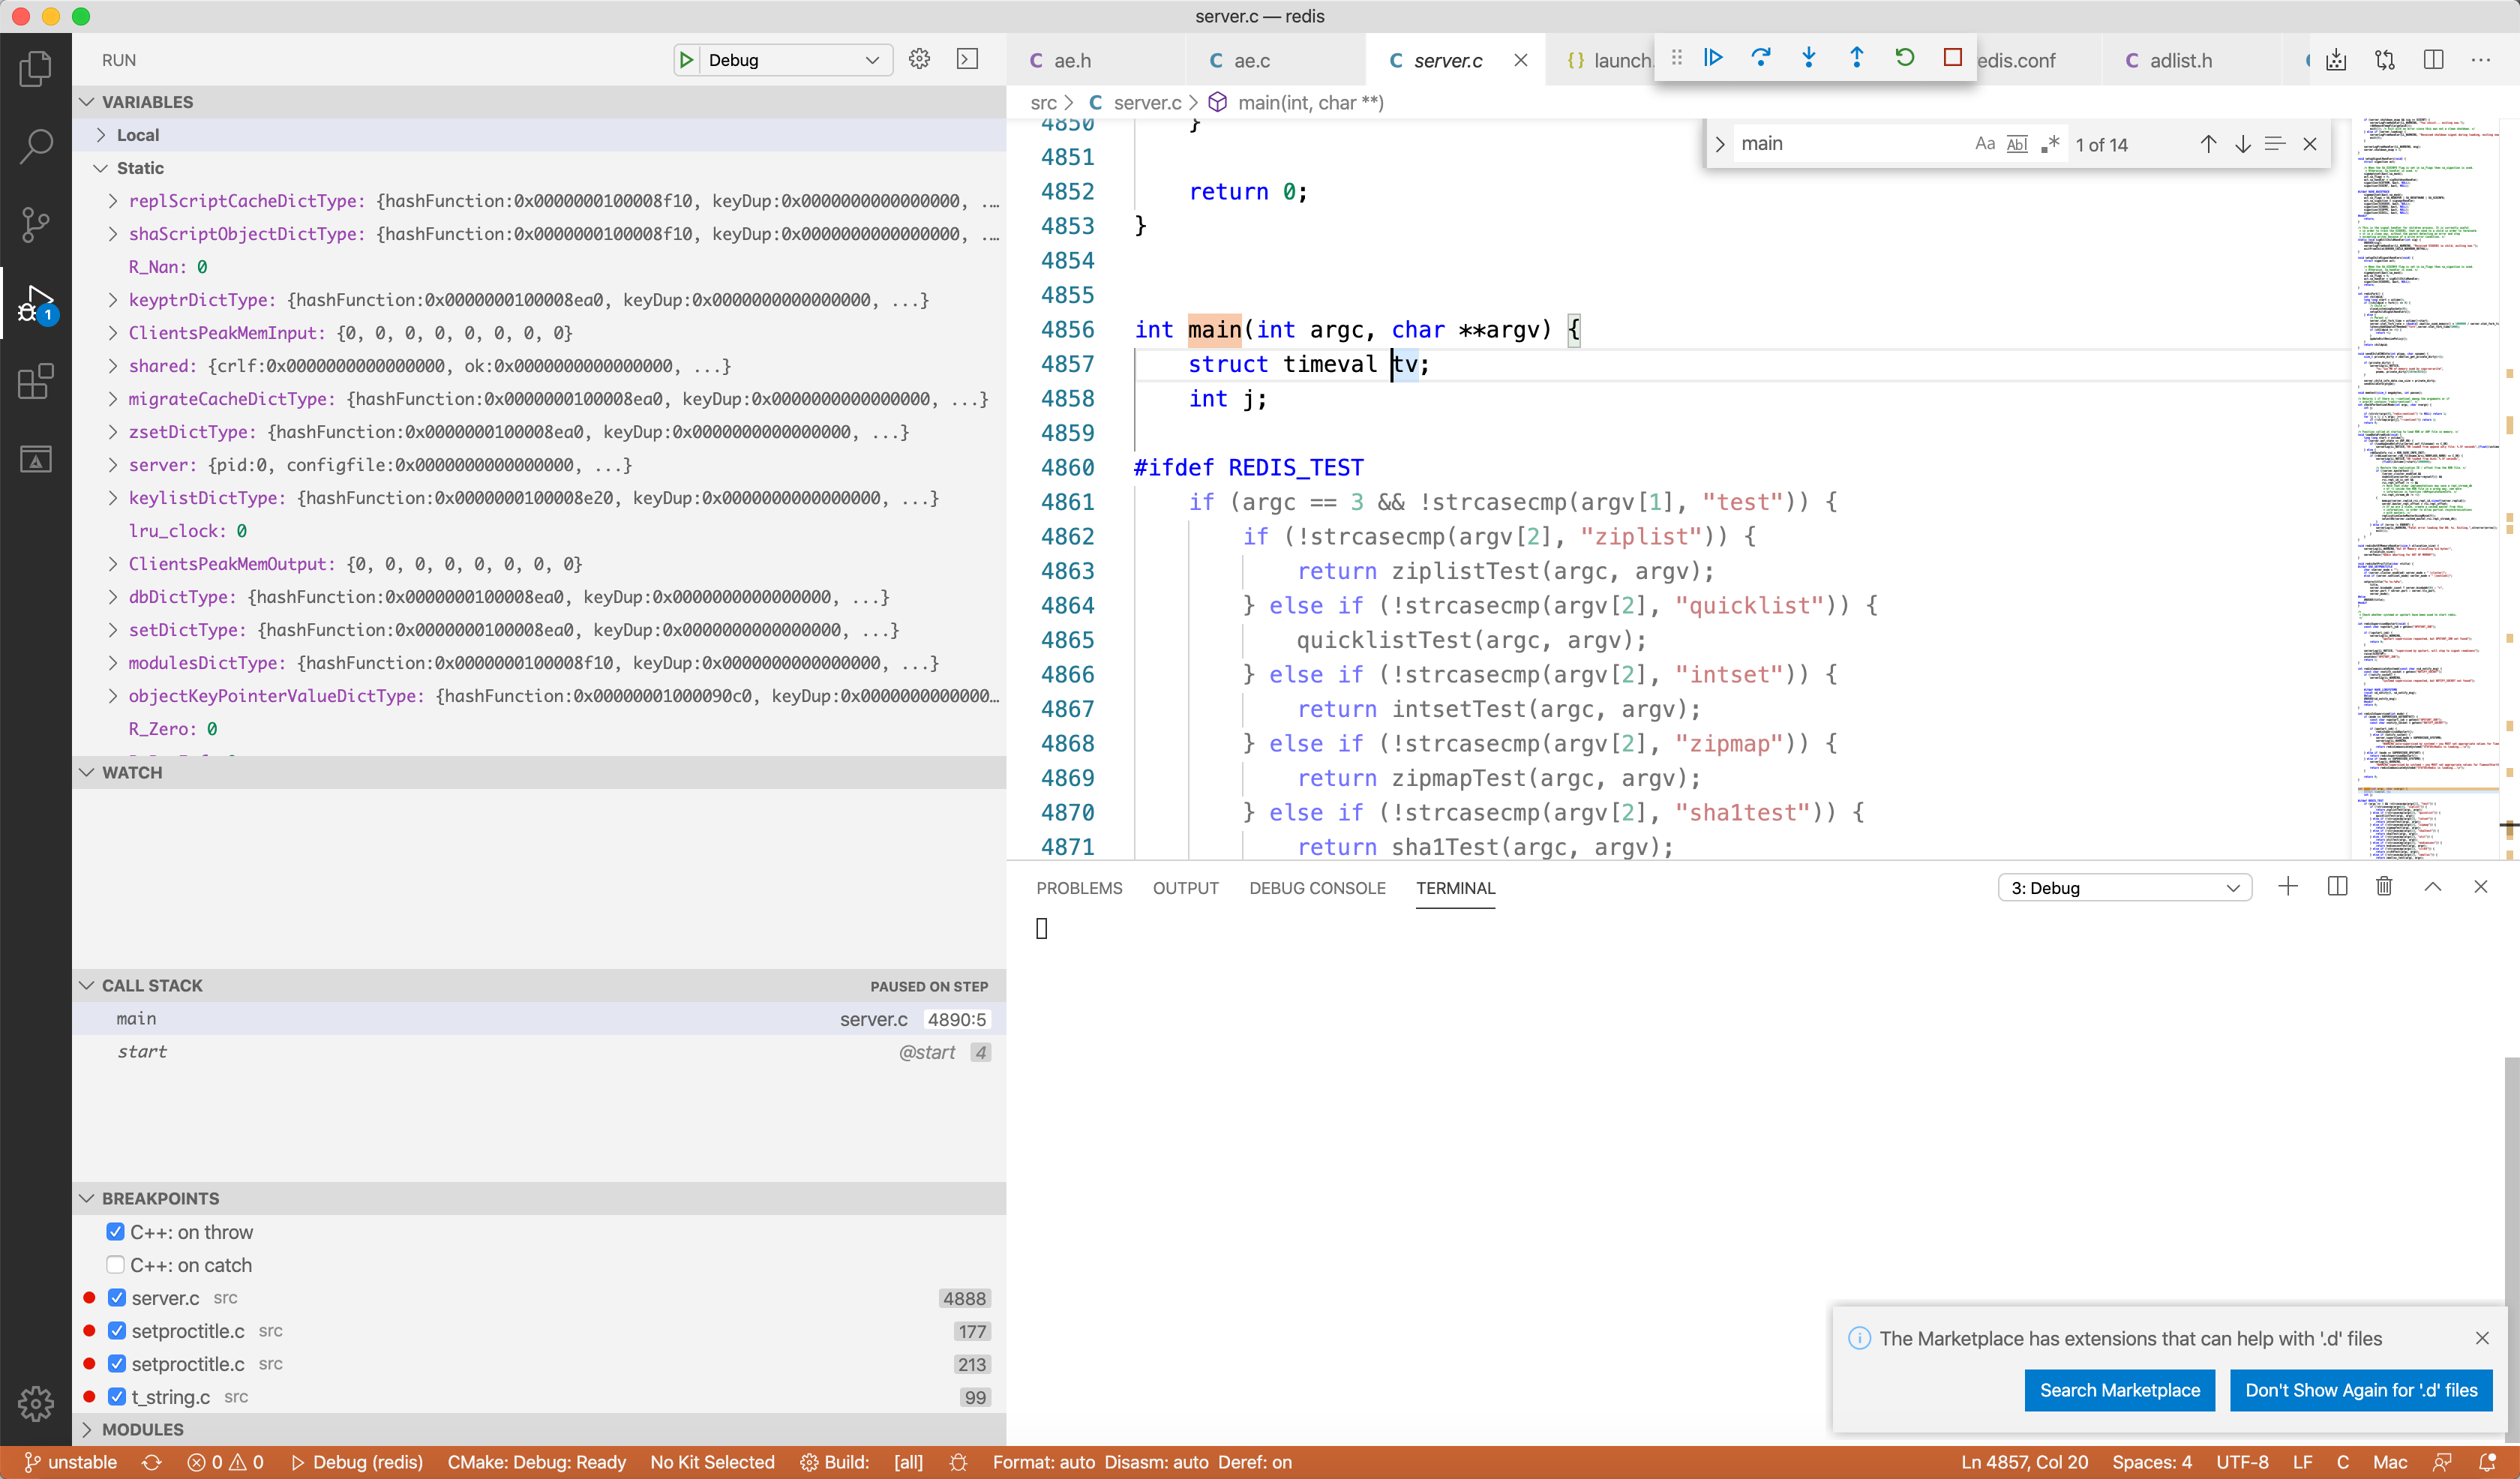 server.c — redis
RUN
Debug
VARIABLES
Local
Static
replScriptCacheDictType: {hashFunction:0x0000000100008f10, keyDup:0x0000000000000000, ...
shaScriptObjectDictType: {hashFunction:0x0000000100008f10, keyDup:0x0000000000000000, ...
R_Nan: 0
keyptrDictType: {hashFunction:0x0000000100008ea0, keyDup:0x0000000000000000, ...}
ClientsPeakMemInput: {0, 0, 0, 0, 0, 0, 0, 0}
shared: {crlf:0x0000000000000000, ok:0x0000000000000000, ...}
migrateCacheDictType: {hashFunction:0x0000000100008ea0, keyDup:0x0000000000000000, ...}
zsetDictType: {hashFunction:0x0000000100008ea0, keyDup:0x0000000000000000, ...}
server: {pid:0, configfile:0x0000000000000000, ...}
keylistDictType: {hashFunction:0x0000000100008e20, keyDup:0x0000000000000000, ...}
lru_clock: 0
ClientsPeakMemOutput: {0, 0, 0, 0, 0, 0, 0, 0}
dbDictType: {hashFunction:0x0000000100008ea0, keyDup:0x0000000000000000, ...}
setDictType: {hashFunction:0x0000000100008ea0, keyDup:0x0000000000000000, ...}
modulesDictType: {hashFunction:0x0000000100008f10, keyDup:0x0000000000000000, ...}
objectKeyPointerValueDictType: {hashFunction:0x00000001000090c0, keyDup:0x0000000000000...
R_Zero: 0
WATCH
CALL STACK PAUSED ON STEP
main server.c 4890:5
start @start 4
BREAKPOINTS
C++: on throw
C++: on catch
server.c src 4888
setproctitle.c src 177
setproctitle.c src 213
t_string.c src 99
MODULES
1
C ae.h C ae.c C server.c {} launch. edis.conf C adlist.h
src > C server.c > main(int, char **)
main Aa Abl .* 1 of 14
4850 }
4851
4852 return 0;
4853 }
4854
4855
4856 int main(int argc, char **argv) {
4857 struct timeval tv;
4858 int j;
4859
4860 #ifdef REDIS_TEST
4861 if (argc == 3 && !strcasecmp(argv[1], "test")) {
4862 if (!strcasecmp(argv[2], "ziplist")) {
4863 return ziplistTest(argc, argv);
4864 } else if (!strcasecmp(argv[2], "quicklist")) {
4865 quicklistTest(argc, argv);
4866 } else if (!strcasecmp(argv[2], "intset")) {
4867 return intsetTest(argc, argv);
4868 } else if (!strcasecmp(argv[2], "zipmap")) {
4869 return zipmapTest(argc, argv);
4870 } else if (!strcasecmp(argv[2], "sha1test")) {
4871 return sha1Test(argc, argv);
PROBLEMS OUTPUT DEBUG CONSOLE TERMINAL 3: Debug
The Marketplace has extensions that can help with '.d' files
Search Marketplace Don't Show Again for '.d' files
unstable 0 0 Debug (redis) CMake: Debug: Ready No Kit Selected Build: [all] Format: auto Disasm: auto Deref: on Ln 4857, Col 20 Spaces: 4 UTF-8 LF C Mac